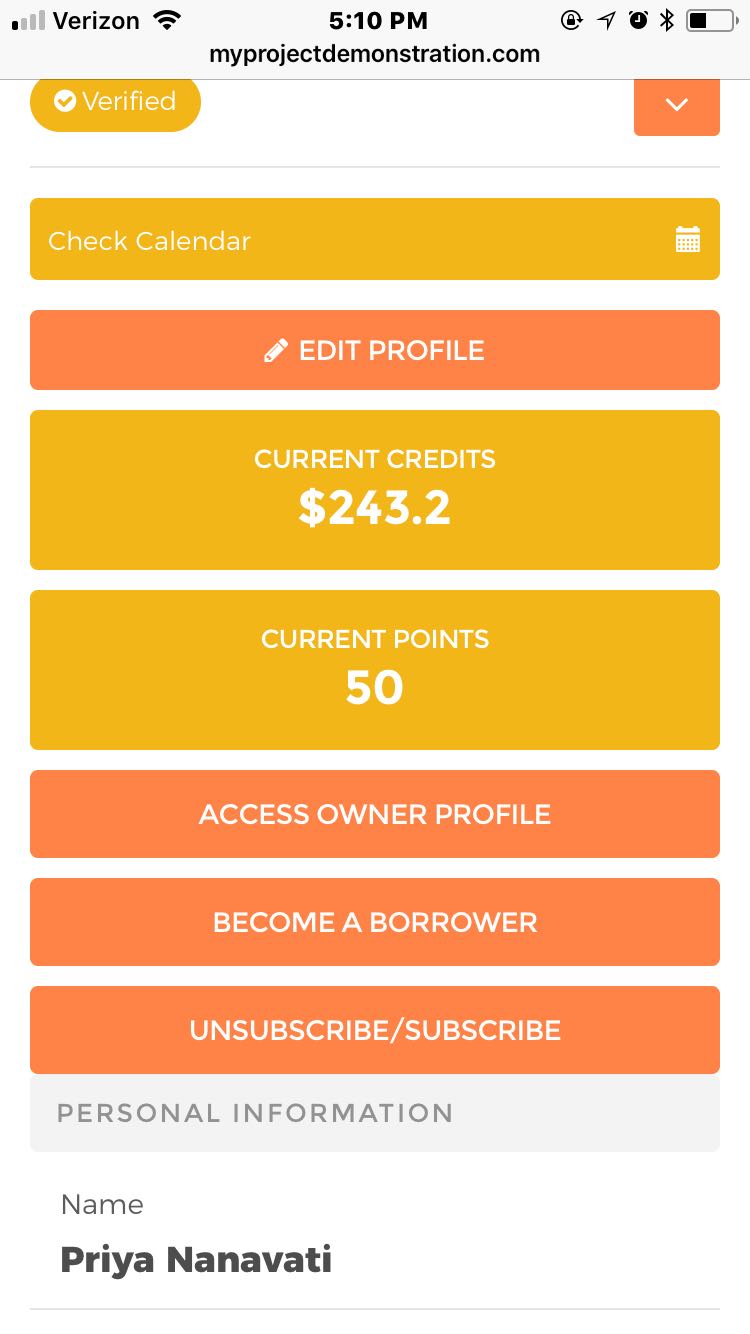 Verizon 5:10 PM
myprojectdemonstration.com
Verified
Check Calendar
EDIT PROFILE
CURRENT CREDITS
$243.2
CURRENT POINTS
50
ACCESS OWNER PROFILE
BECOME A BORROWER
UNSUBSCRIBE/SUBSCRIBE
PERSONAL INFORMATION
Name
Priya Nanavati